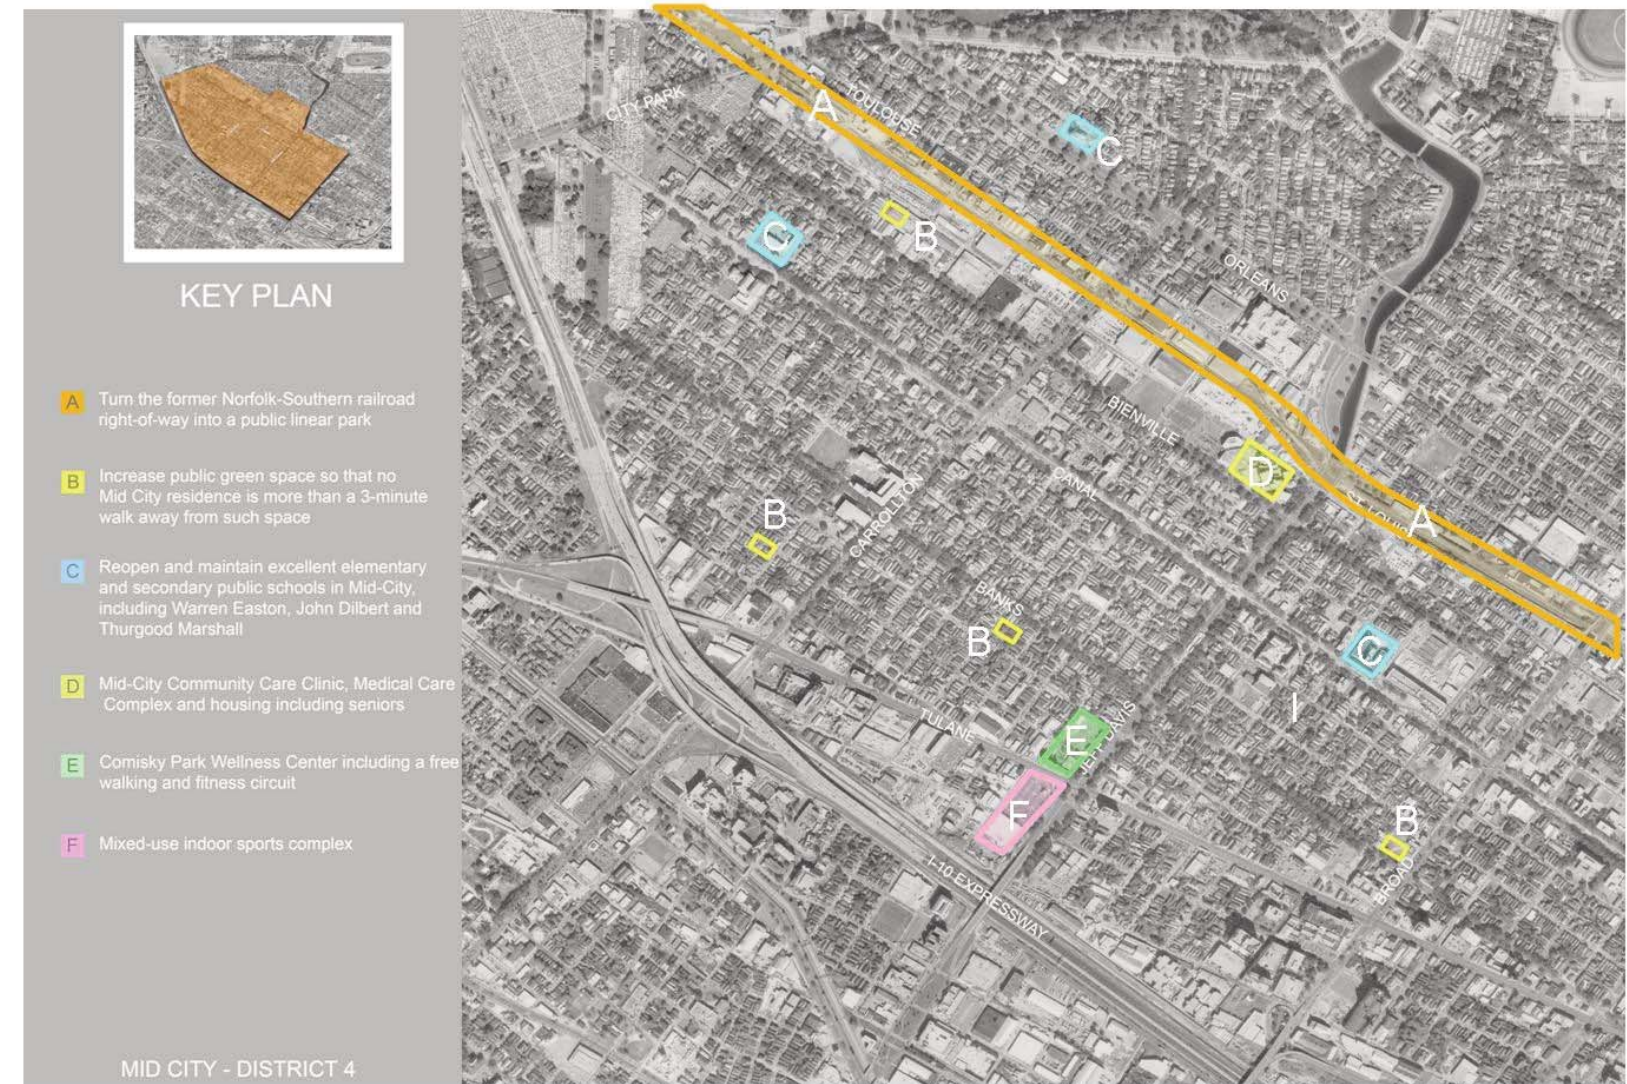 KEY PLAN
A
Turn the former Norfolk-Southern railroad
right-of-way into a public linear park
B
Increase public green space so that no
Mid City residence is more than a 3-minute
walk away from such space
C
Reopen and maintain excellent elementary
and secondary public schools in Mid-City,
including Warren Easton, John Dilbert and
Thurgood Marshall
D
Mid-City Community Care Clinic, Medical Care
Complex and housing including seniors
E
Comisky Park Wellness Center including a free
walking and fitness circuit
F
Mixed-use indoor sports complex
MID CITY - DISTRICT 4
CITY PARK
A
TOULOUSE
C
C
B
ORLEANS
BIENVILLE
CANAL
D
CARROLLTON
B
ST. LOUIS
A
BANKS
B
C
I
TULANE
E
JEFF DAVIS
F
B
BROAD
I-10 EXPRESSWAY